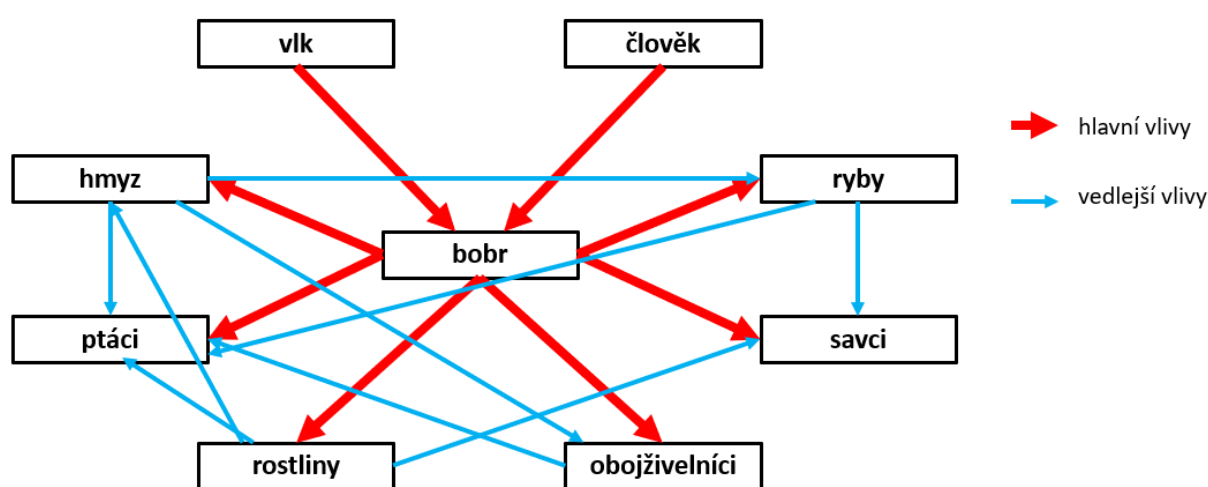 vlk
člověk
hlavní vlivy
hmyz
ryby
vedlejší vlivy
bobr
ptáci
savci
rostliny
obojživelníci